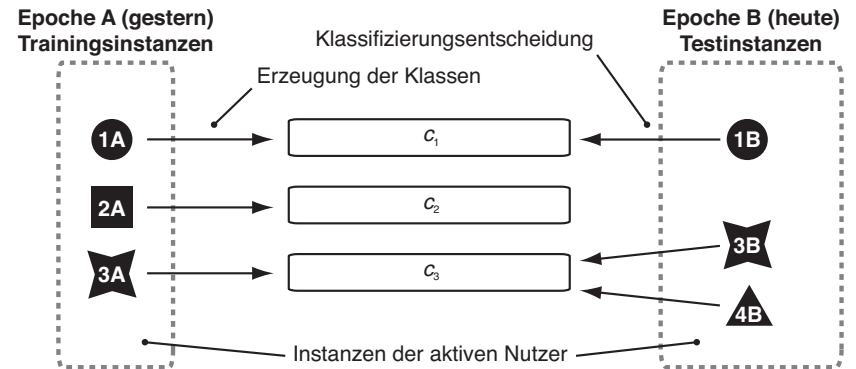 Epoche A (gestern)
Trainingsinstanzen
Epoche B (heute)
Testinstanzen
Klassifizierungsentscheidung
Erzeugung der Klassen
1A
c₁
1B
2A
c₂
3A
c₃
3B
4B
Instanzen der aktiven Nutzer